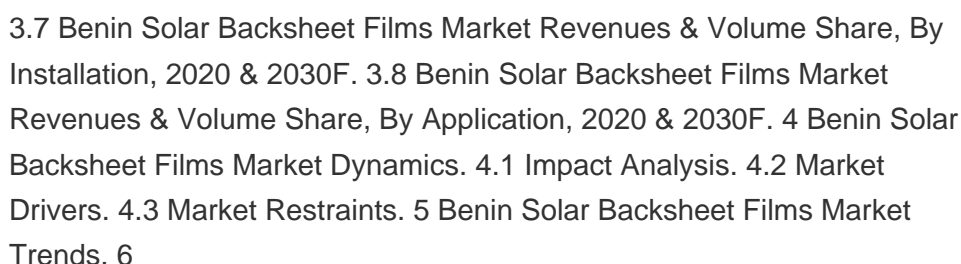 3.7 Benin Solar Backsheet Films Market Revenues & Volume Share, By
Installation, 2020 & 2030F. 3.8 Benin Solar Backsheet Films Market
Revenues & Volume Share, By Application, 2020 & 2030F. 4 Benin Solar
Backsheet Films Market Dynamics. 4.1 Impact Analysis. 4.2 Market
Drivers. 4.3 Market Restraints. 5 Benin Solar Backsheet Films Market
Trends. 6